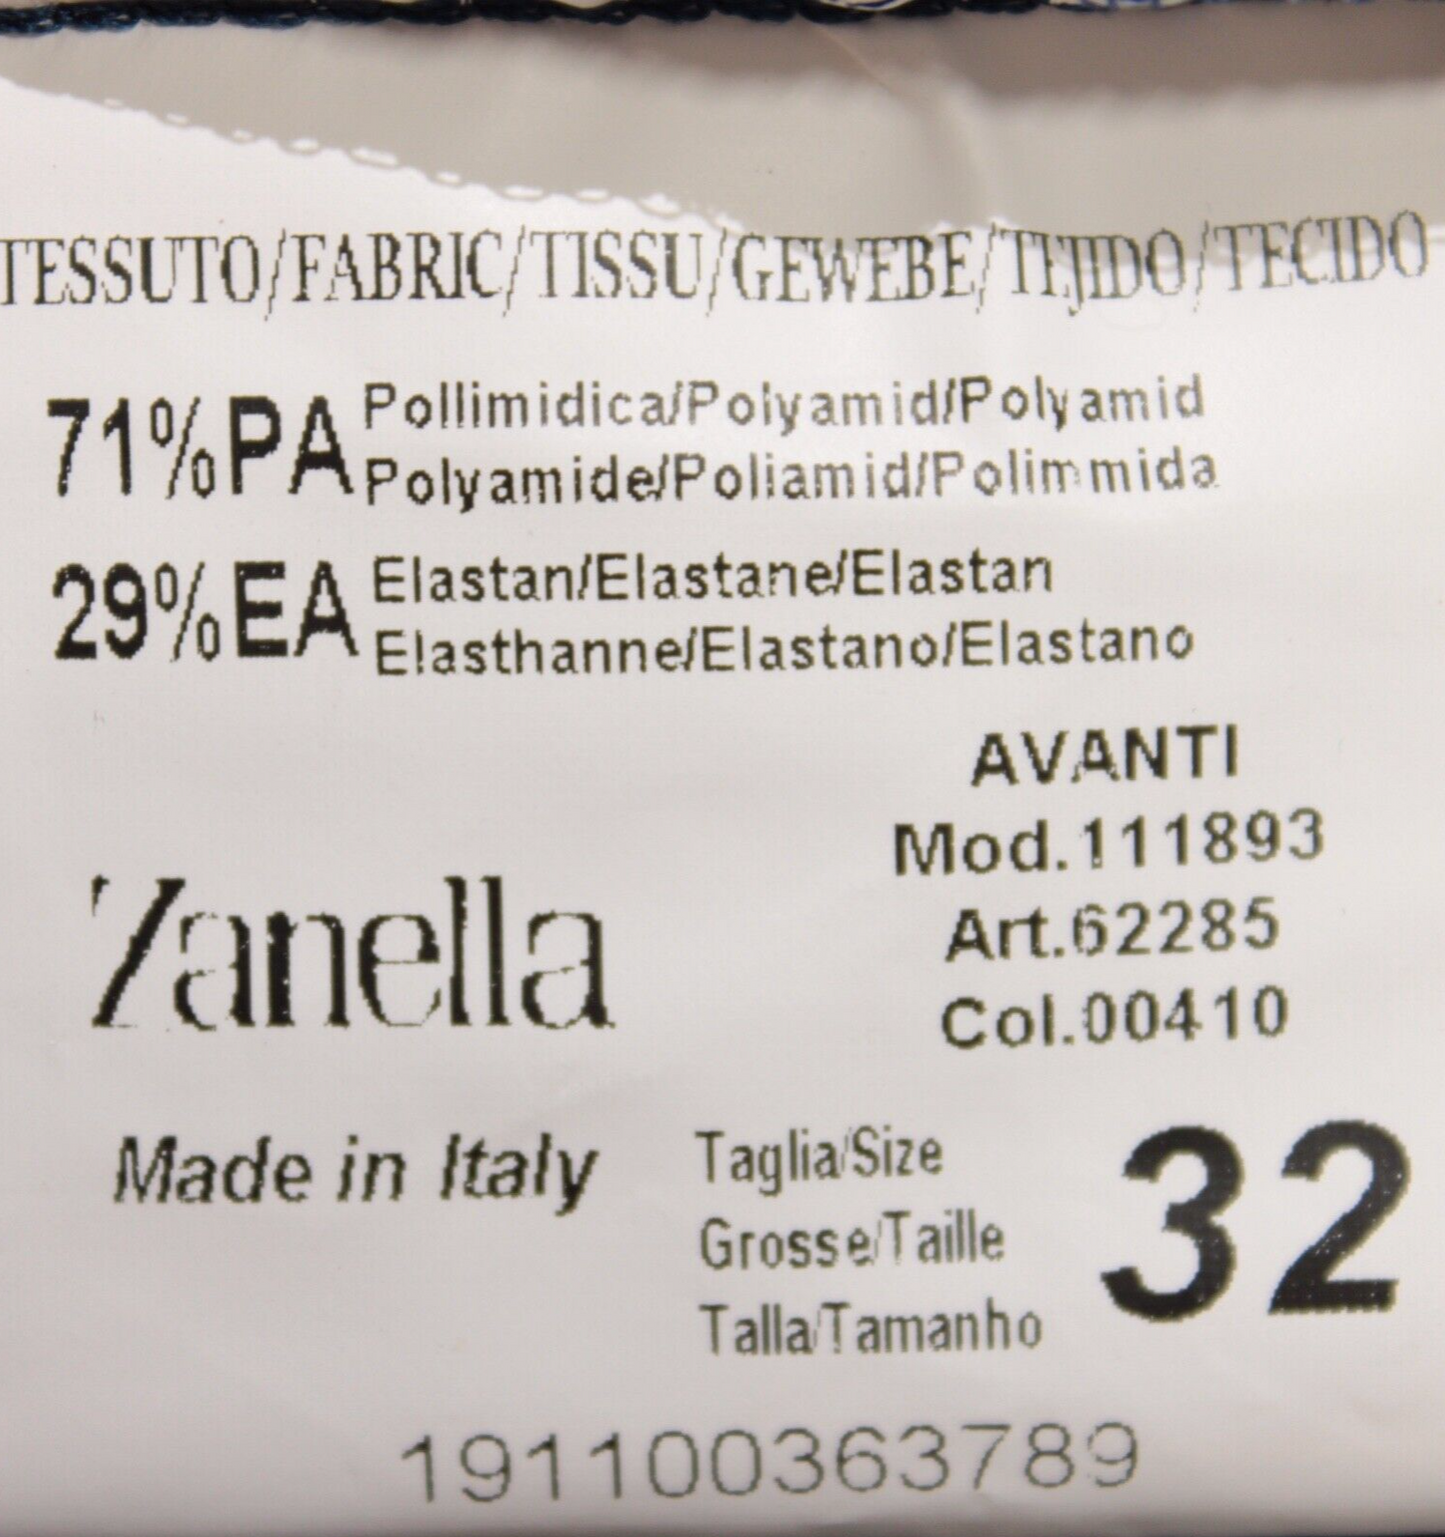 TESSUTO/FABRIC/TISSU/GEWEBE/TEJIDO/TECIDO
71%PA Pollimidica/Polyamid/Polyamid
Polyamide/Poliamid/Polimmida
29%EA Elastan/Elastane/Elastan
Elasthanne/Elastano/Elastano
AVANTI
Mod.111893
Art.62285
Col.00410
Zanella
Made in Italy
Taglia/Size
Grosse/Taille
Talla/Tamanho
32
191100363789